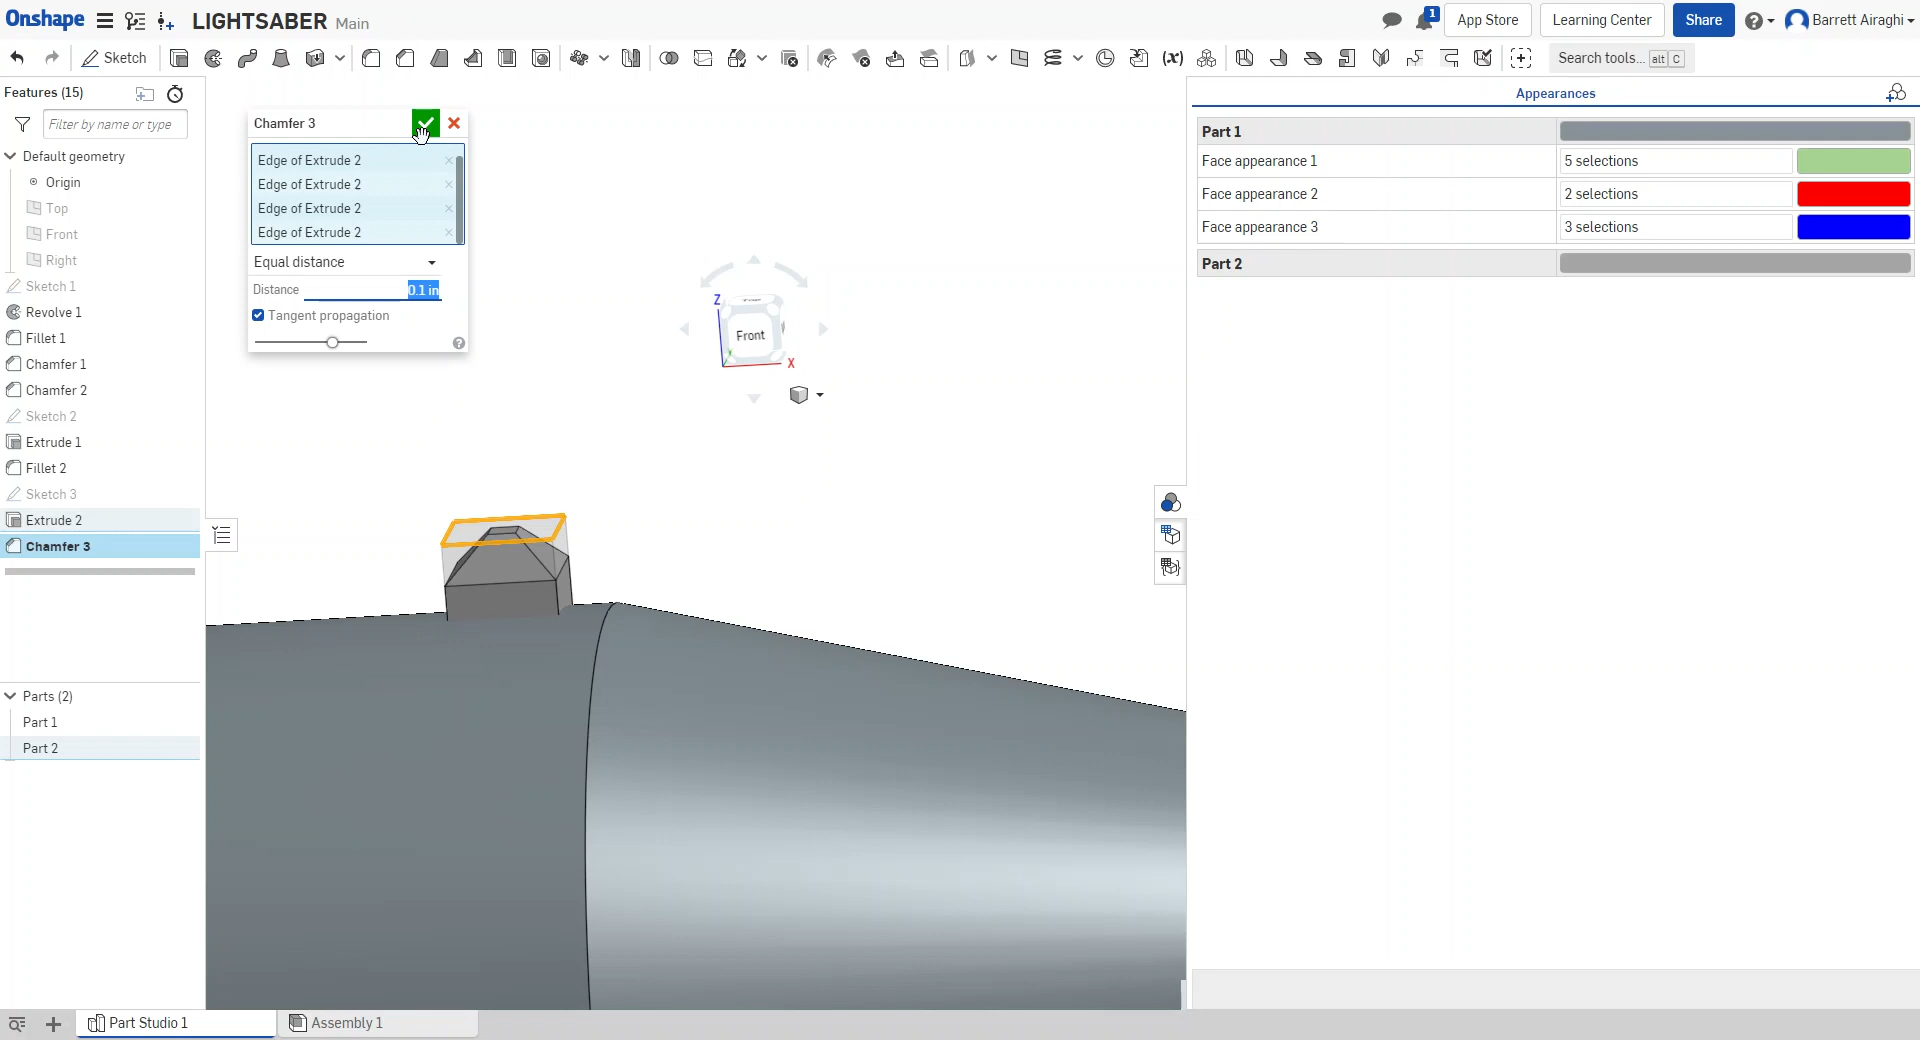 Onshape LIGHTSABER Main 1 App Store Learning Center Share Barrett Airaghi
Sketch Search tools... alt C
Features (15)
Filter by name or type
Default geometry
Origin
Top
Front
Right
Sketch 1
Revolve 1
Fillet 1
Chamfer 1
Chamfer 2
Sketch 2
Extrude 1
Fillet 2
Sketch 3
Extrude 2
Chamfer 3
Parts (2)
Part 1
Part 2
Chamfer 3
Edge of Extrude 2
Edge of Extrude 2
Edge of Extrude 2
Edge of Extrude 2
Equal distance
Distance 0.1 in
Tangent propagation
Z
Front
X
Appearances
Part 1
Face appearance 1 5 selections
Face appearance 2 2 selections
Face appearance 3 3 selections
Part 2
Part Studio 1 Assembly 1